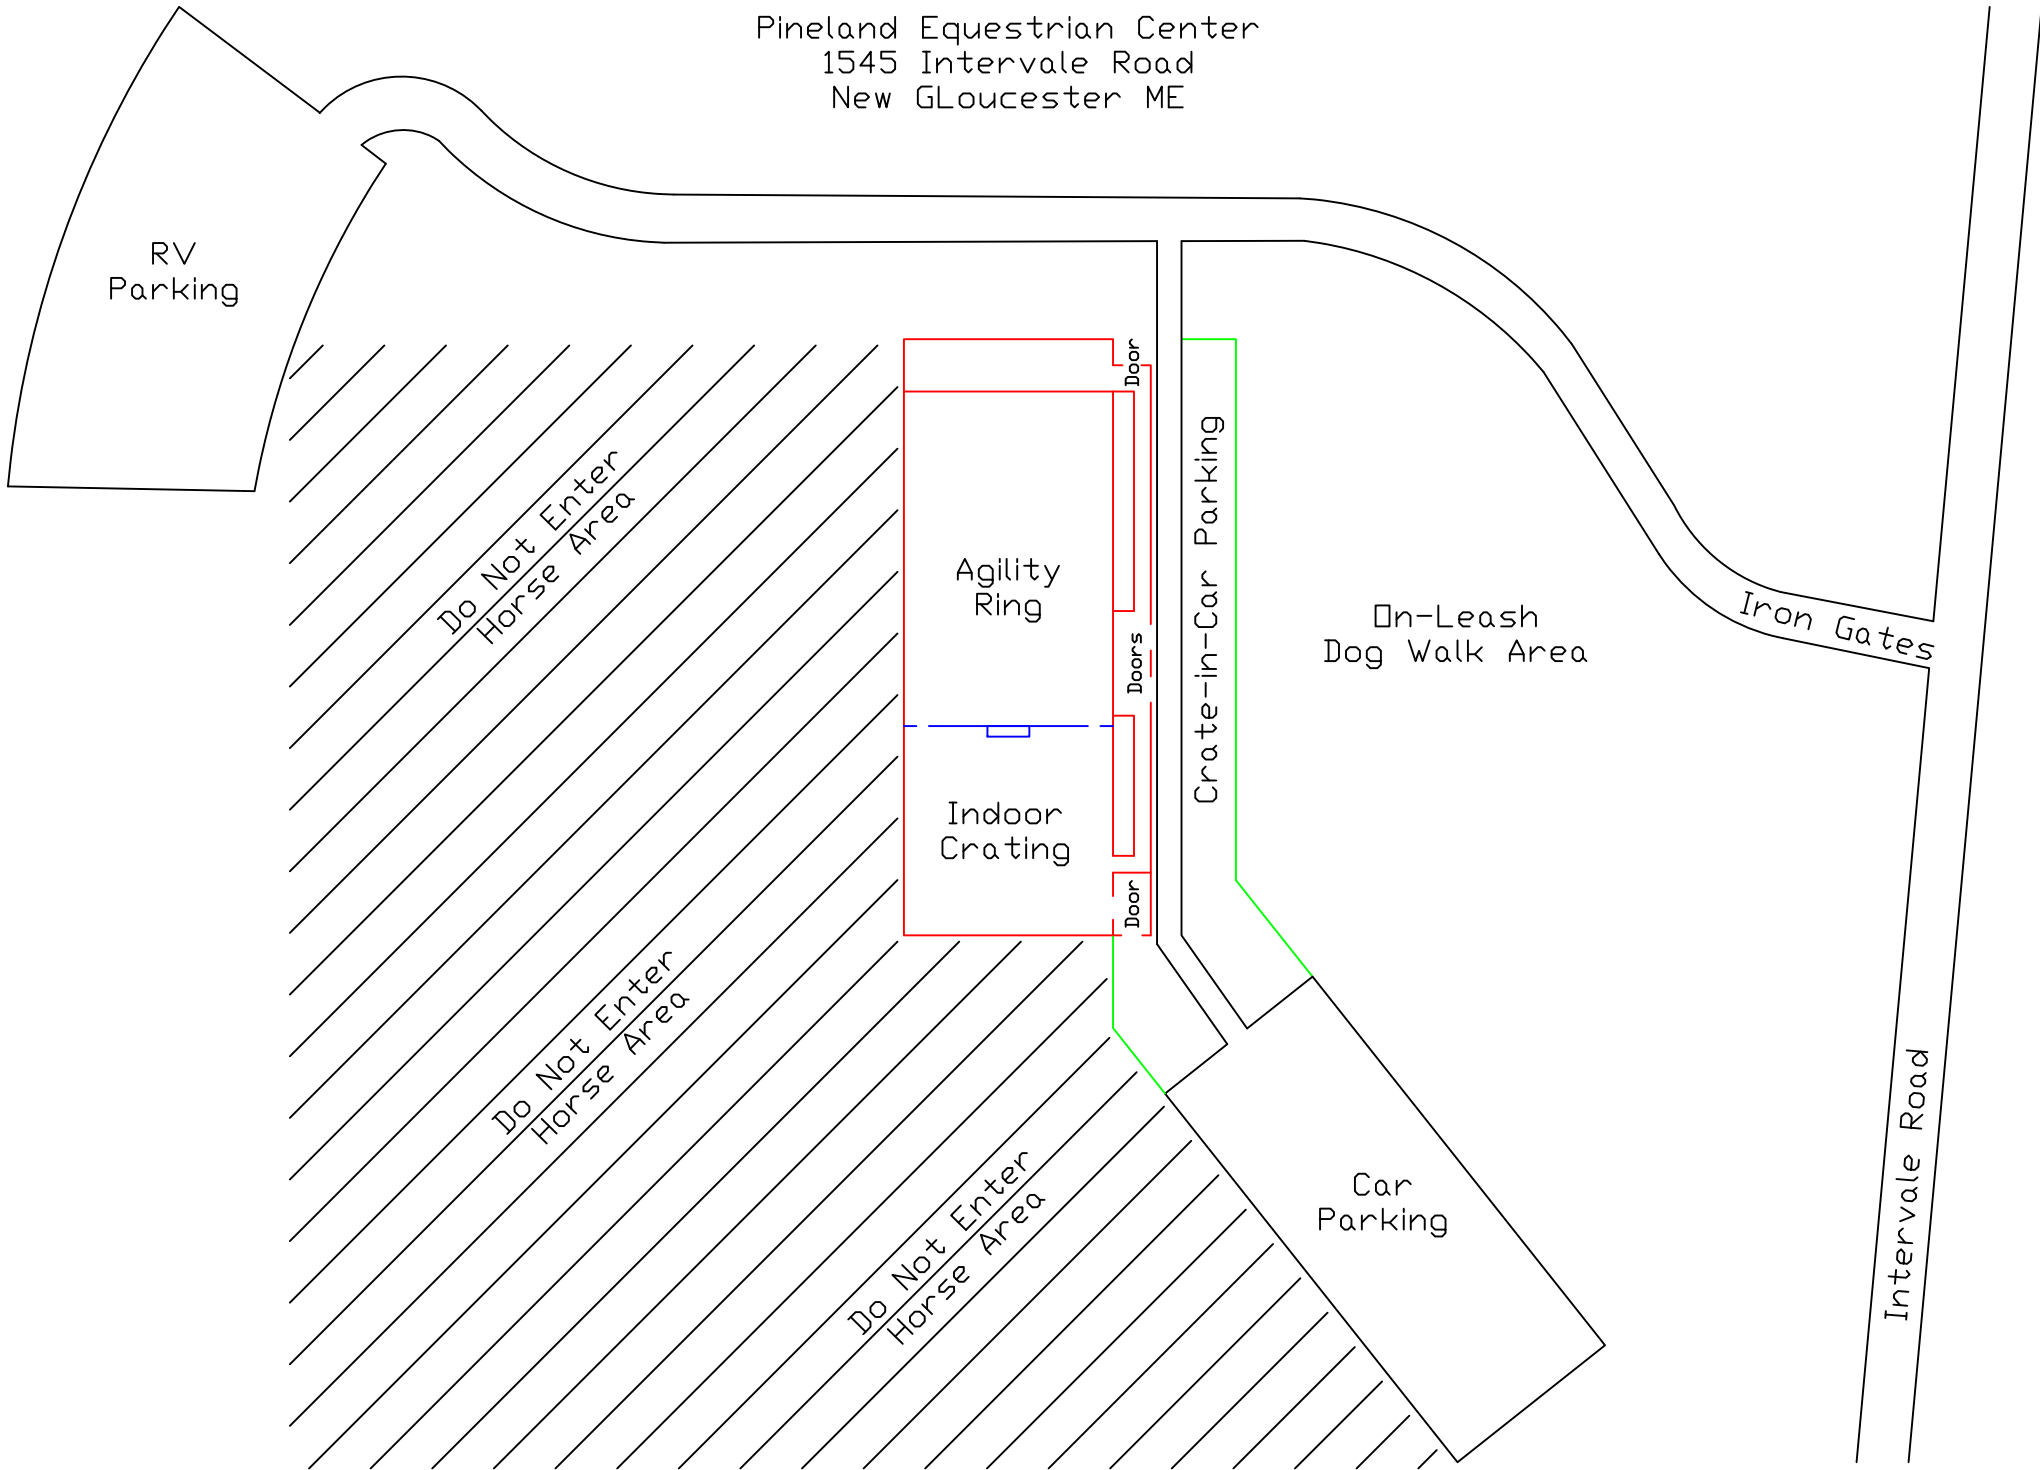 Pineland Equestrian Center
1545 Intervale Road
New GLoucester ME
RV
Parking
Door
Do Not Enter
Horse Area
Crate-in-Car Parking
Agility
Ring
Doors
On-Leash
Dog Walk Area
Iron Gates
Indoor
Crating
Door
Do Not Enter
Horse Area
Do Not Enter
Horse Area
Car
Parking
Intervale Road